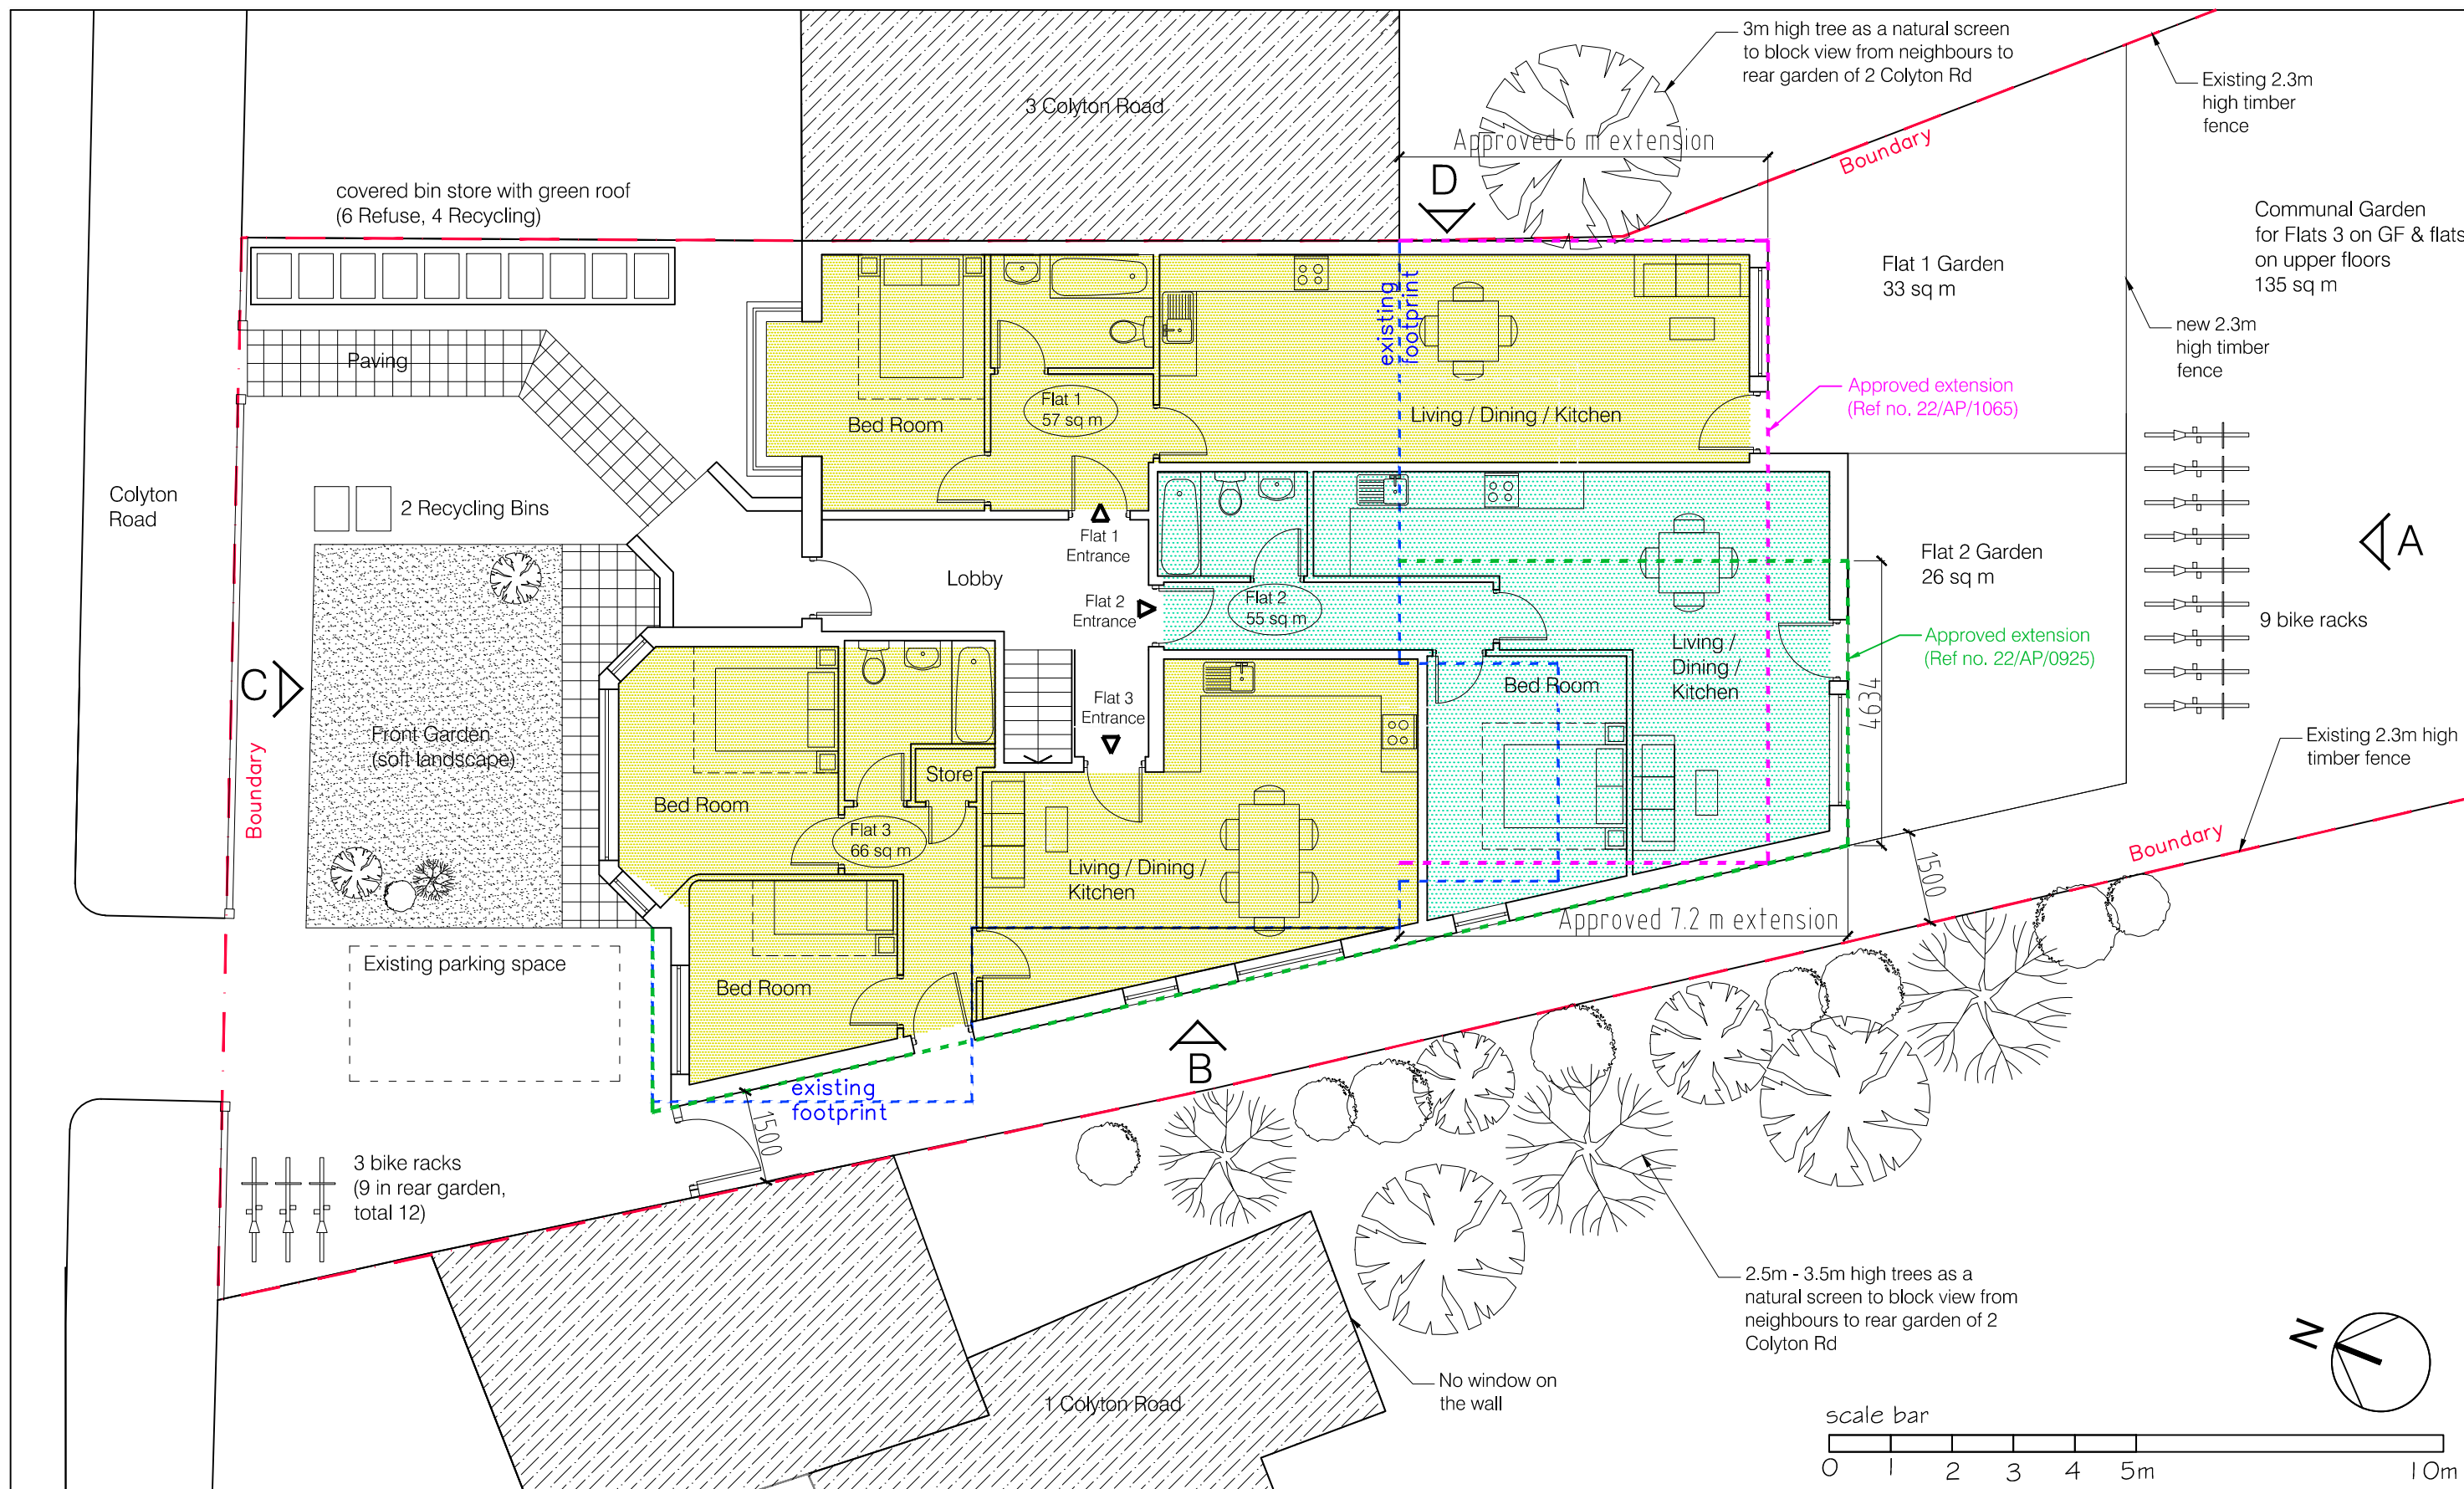 3m high tree as a natural screen
to block view from neighbours to
rear garden of 2 Colyton Rd
Existing 2.3m
high timber
fence
3 Colyton Road
Approved 6 m extension
Boundary
D
covered bin store with green roof
(6 Refuse, 4 Recycling)
Communal Garden
for Flats 3 on GF & flats
on upper floors
135 sq m
Flat 1 Garden
33 sq m
existing
footprint
new 2.3m
high timber
fence
Paving
Approved extension
(Ref no. 22/AP/1065)
Flat 1
57 sq m
Bed Room
Living / Dining / Kitchen
Colyton
Road
2 Recycling Bins
Flat 1
Entrance
Lobby
Flat 2 Garden
26 sq m
A
Flat 2
Entrance
Flat 2
55 sq m
9 bike racks
Approved extension
(Ref no. 22/AP/0925)
Living /
Dining /
Kitchen
Bed Room
4634
C
Flat 3
Entrance
Front Garden
(soft landscape)
Existing 2.3m high
timber fence
Boundary
Store
Bed Room
Flat 3
66 sq m
Living / Dining /
Kitchen
Boundary
1500
Approved 7.2 m extension
Existing parking space
Bed Room
B
existing
footprint
1500
3 bike racks
(9 in rear garden,
total 12)
2.5m - 3.5m high trees as a
natural screen to block view from
neighbours to rear garden of 2
Colyton Rd
N
No window on
the wall
1 Colyton Road
scale bar
0 1 2 3 4 5m 10m